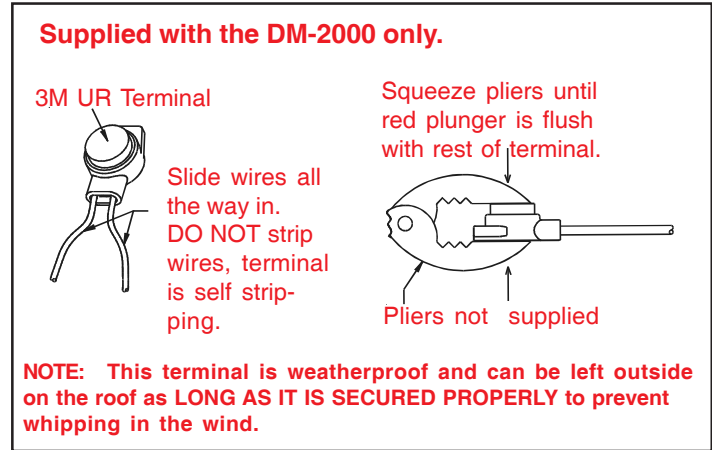 Supplied with the DM-2000 only.
3M UR Terminal
Slide wires all
the way in.
DO NOT strip
wires, terminal
is self strip-
ping.
Squeeze pliers until
red plunger is flush
with rest of terminal.
Pliers not supplied
NOTE: This terminal is weatherproof and can be left outside
on the roof as LONG AS IT IS SECURED PROPERLY to prevent
whipping in the wind.